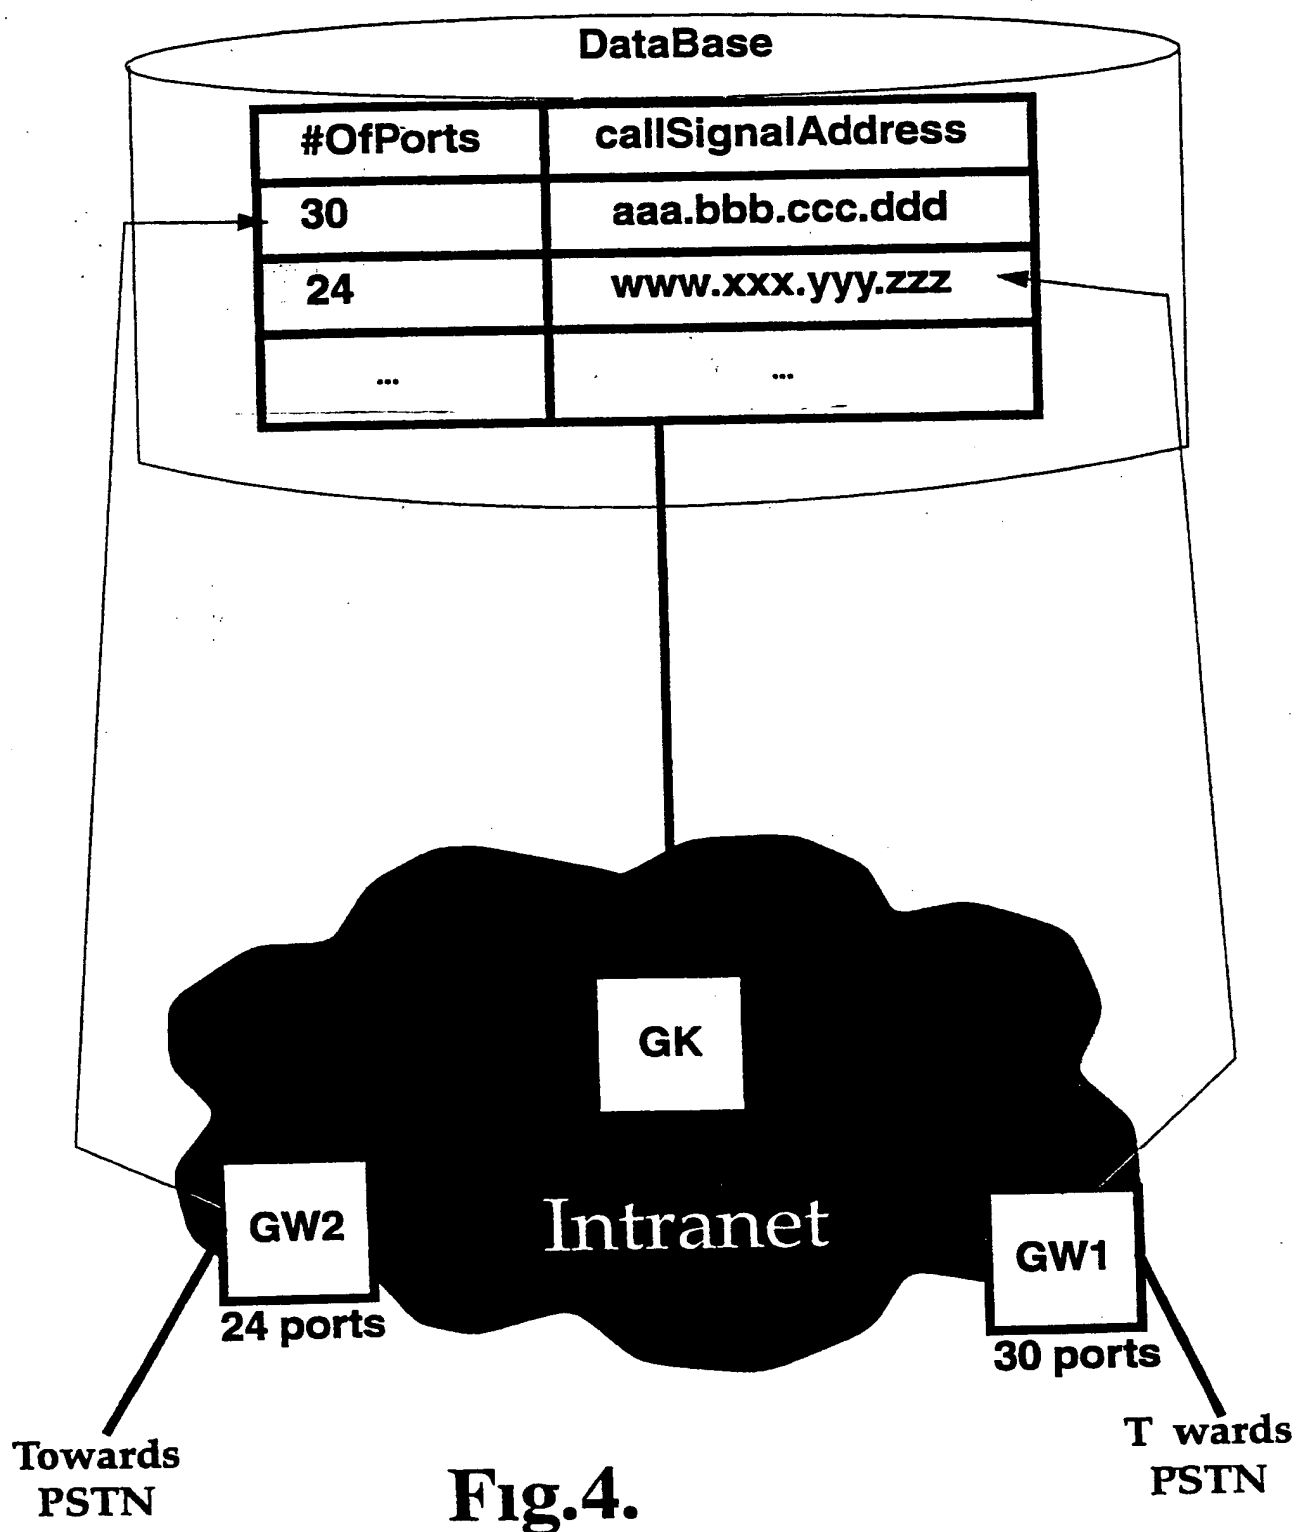 DataBase
#OfPorts callSignalAddress
30 aaa.bbb.ccc.ddd
24 www.xxx.yyy.zzz
... ...
GK
GW2 Intranet GW1
24 ports 30 ports
Towards PSTN
T wards PSTN
Fig.4.